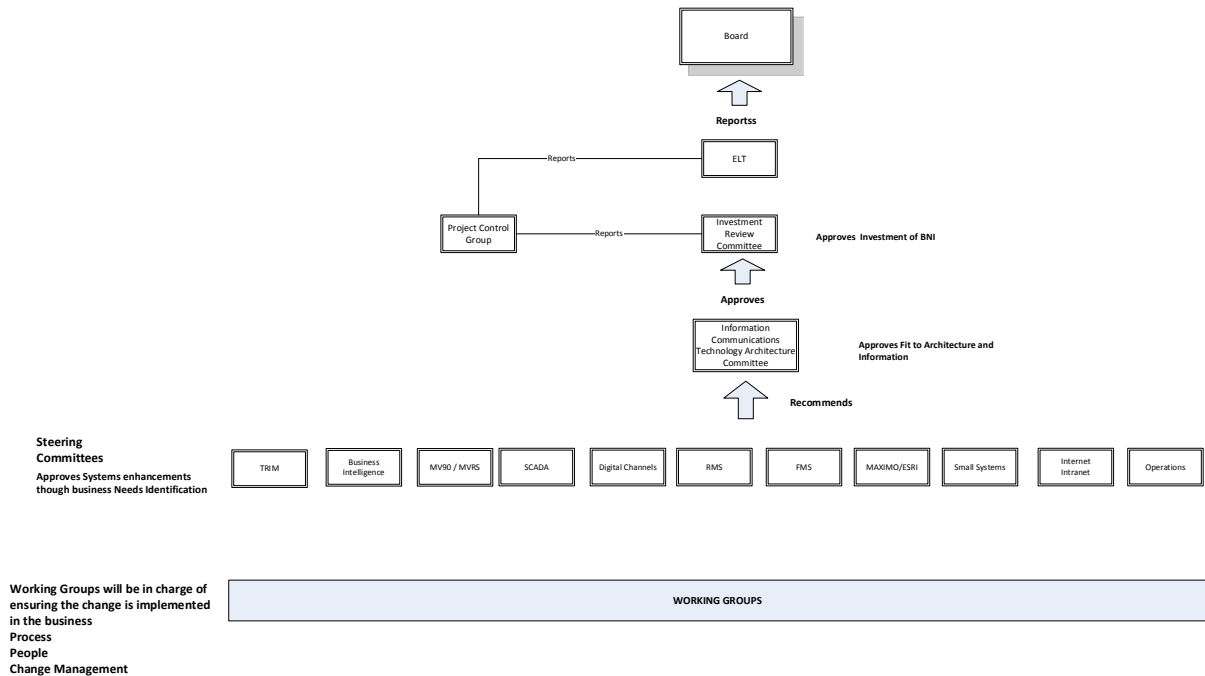 Board
Reportss
Reports
ELT
Project Control
Group
Reports
Investment
Review
Committee
Approves Investment of BNI
Approves
Information
Communications
Technology Architecture
Committee
Approves Fit to Architecture and
Information
Recommends
Steering
Committees
Approves Systems enhancements
though business Needs Identification
TRIM
Business
Intelligence
MV90 / MVRS
SCADA
Digital Channels
RMS
FMS
MAXIMO/ESRI
Small Systems
Internet
Intranet
Operations
Working Groups will be in charge of
ensuring the change is implemented
in the business
Process
People
Change Management
WORKING GROUPS